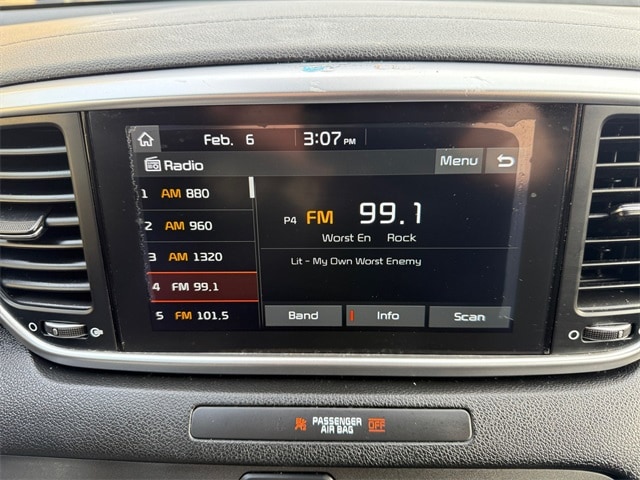 Feb. 6 3:07 PM
Radio Menu
1 AM 880
2 AM 960
3 AM 1320
4 FM 99.1
5 FM 101.5
P4 FM 99.1
Worst En Rock
Lit - My Own Worst Enemy
Band Info Scan
PASSENGER
AIR BAG OFF